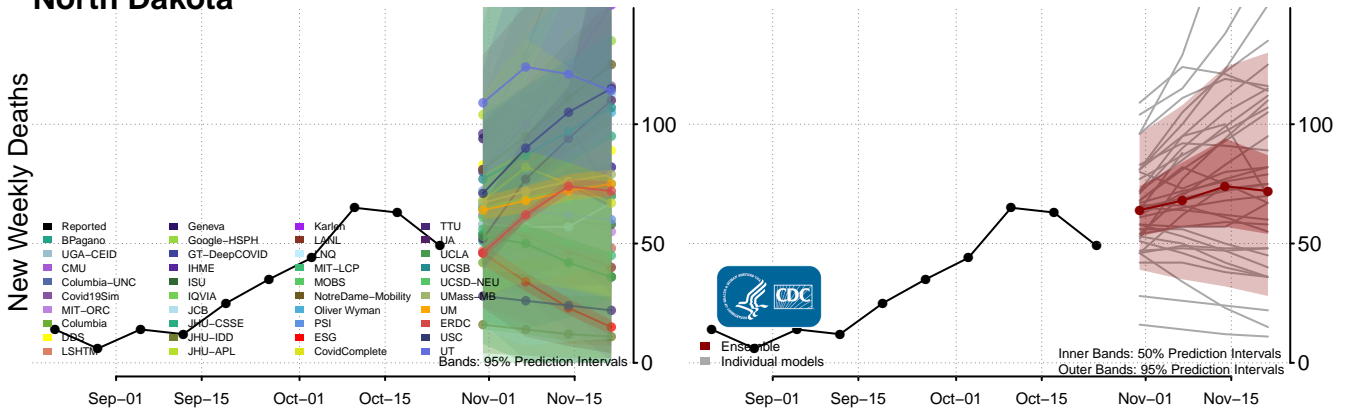 North Dakota
New Weekly Deaths
Reported
BPagano
UGA−CEID
CMU
Columbia−UNC
Covid19Sim
MIT−ORC
Columbia
DDS
LSHTM
Geneva
Google−HSPH
GT−DeepCOVID
IHME
ISU
IQVIA
JCB
JHU−CSSE
JHU−IDD
JHU−APL
Karlen
LANL
LNQ
MIT−LCP
MOBS
NotreDame−Mobility
Oliver Wyman
PSI
ESG
CovidComplete
TTU
UA
UCLA
UCSB
UCSD−NEU
UMass−MB
UM
ERDC
USC
UT
Bands: 95% Prediction Intervals
100
50
0
Sep−01
Sep−15
Oct−01
Oct−15
Nov−01
Nov−15
CDC
Ensemble
Individual models
Inner Bands: 50% Prediction Intervals
Outer Bands: 95% Prediction Intervals
100
50
0
Sep−01
Sep−15
Oct−01
Oct−15
Nov−01
Nov−15